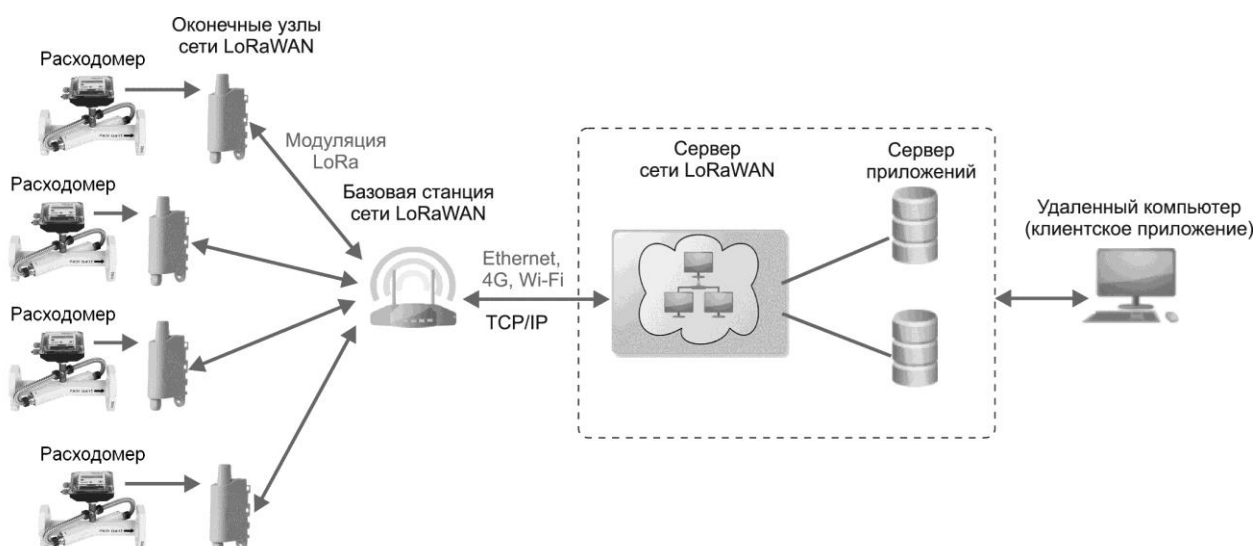 Оконечные узлы
сети LoRaWAN
Расходомер
Модуляция
LoRa
Базовая станция
сети LoRaWAN
Расходомер
Ethernet,
4G, Wi-Fi
TCP/IP
Сервер
сети LoRaWAN
Сервер
приложений
Удаленный компьютер
(клиентское приложение)
Расходомер
Расходомер